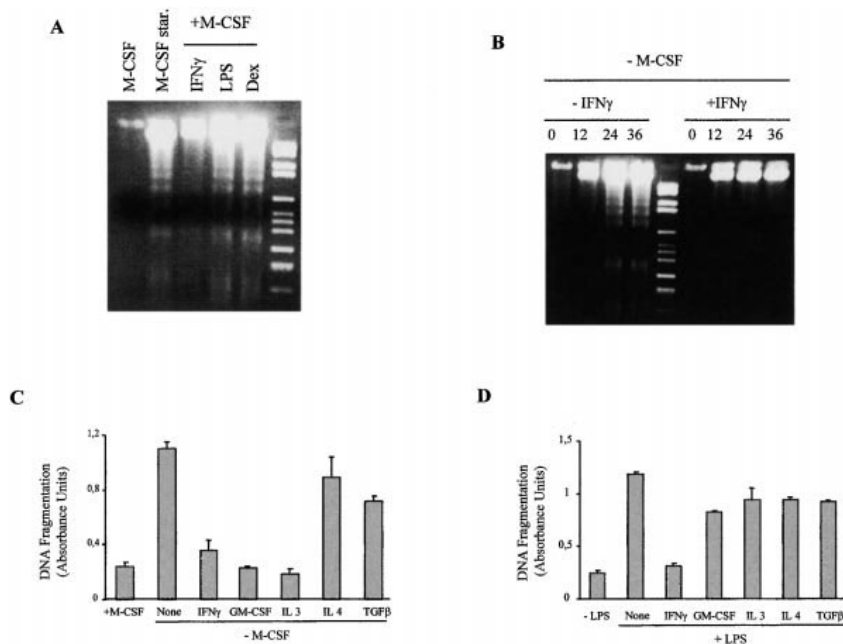 A
+M-CSF
M-CSF
M-CSF star.
IFNγ
LPS
Dex
B
- M-CSF
- IFNγ
+IFNγ
0 12 24 36
0 12 24 36
C
DNA Fragmentation
(Absorbance Units)
1,2
0,8
0,4
0
+M-CSF None IFNγ GM-CSF IL 3 IL 4 TGFβ
- M-CSF
D
DNA Fragmentation
(Absorbance Units)
1,5
1
0,5
0
- LPS None IFNγ GM-CSF IL 3 IL 4 TGFβ
+ LPS